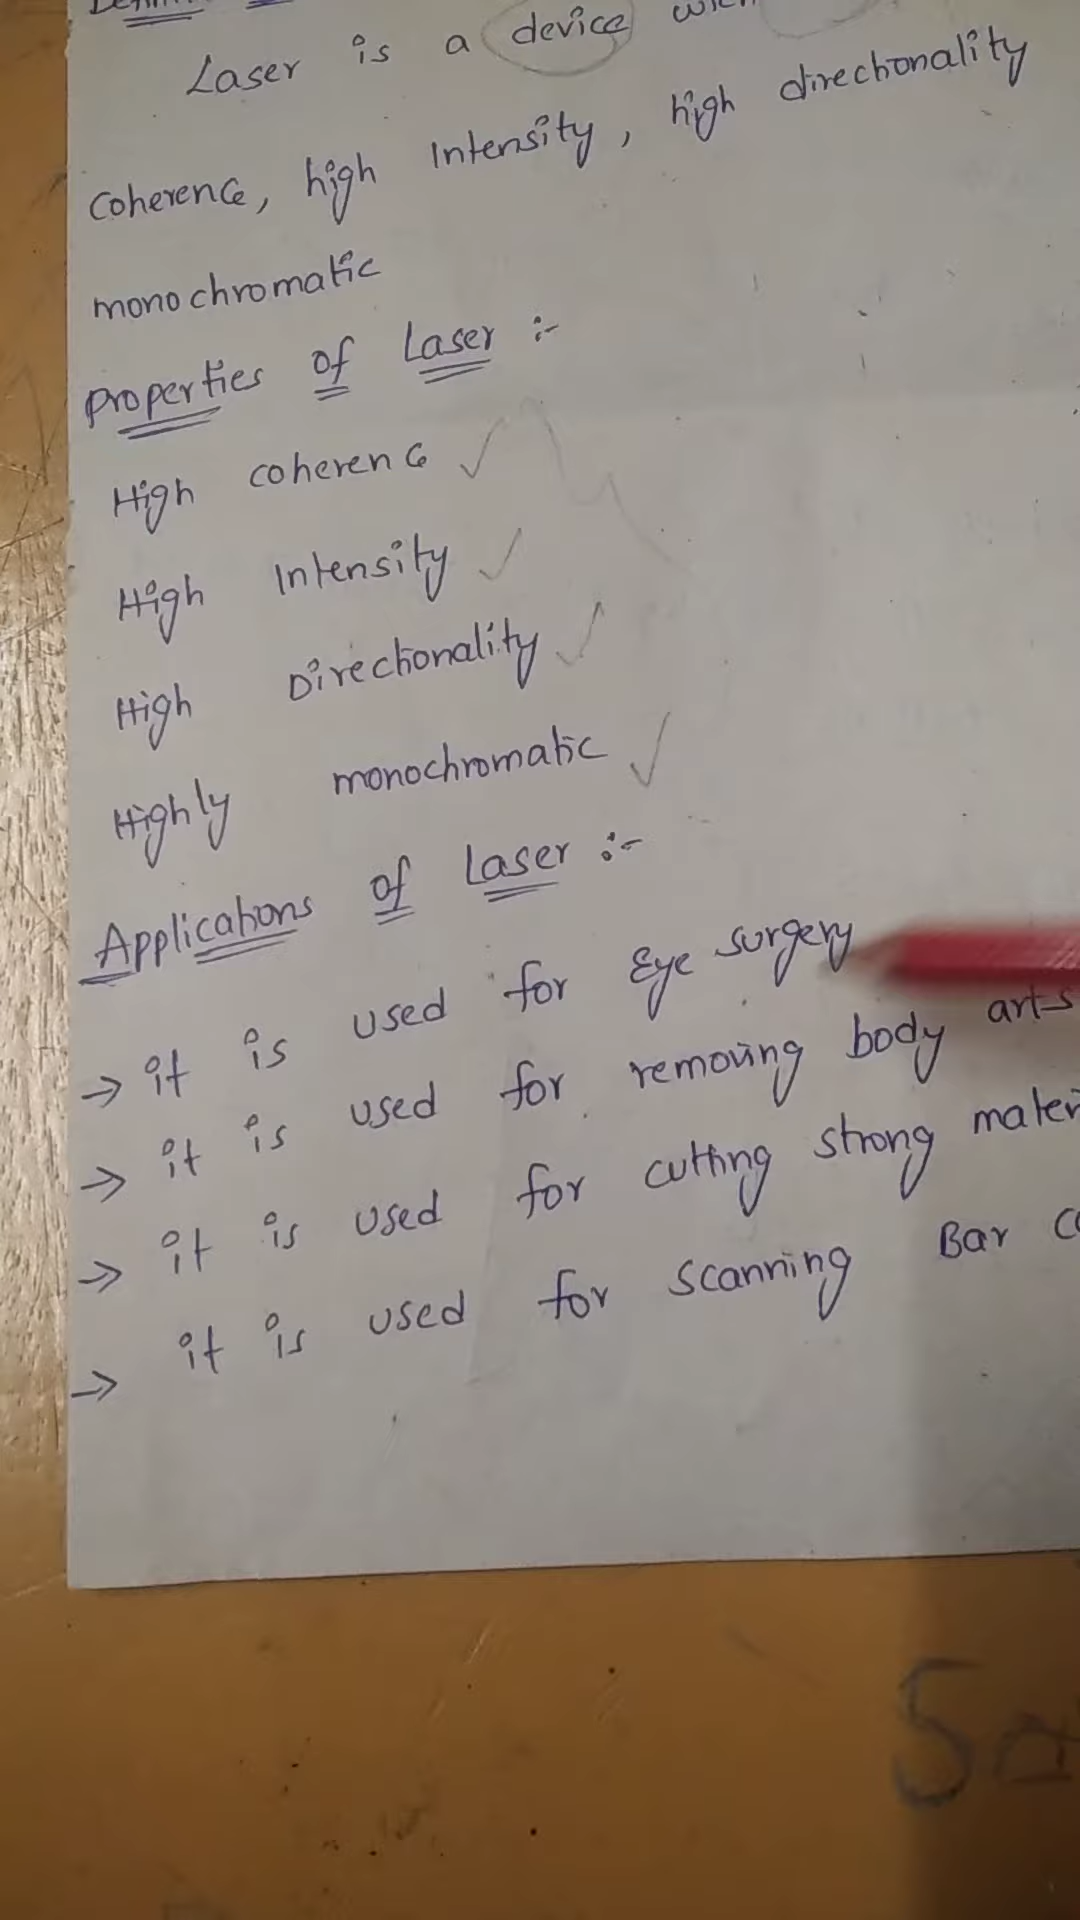 Laser is a device
coherence, high Intensity, high directionality
monochromatic
properties of Laser :-
High coherence
High Intensity
High Directionality
Highly monochromatic
Applications of Laser :-
→ it is used for Eye surgery
→ it is used for removing body arts
→ it is used for cutting strong
→ it is used for scanning Bar
5